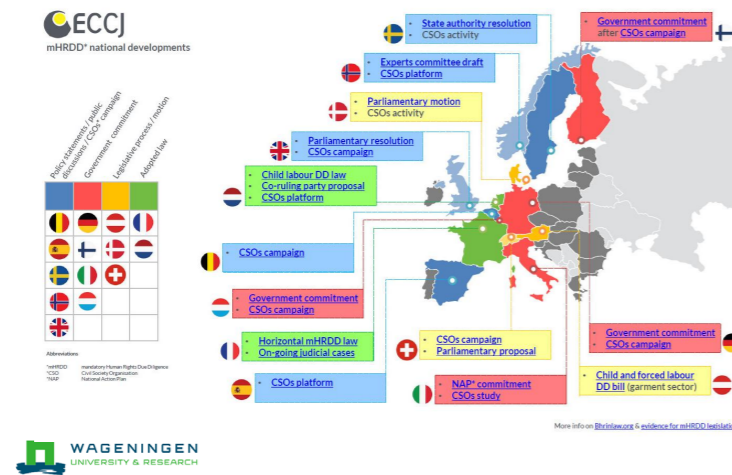 ECCJ
mHRDD* national developments
Policy statements / public
discussions / CSOs* campaign
Government commitment
Legislative process / motion
Adopted law
Abbreviations
*mHRDD mandatory Human Rights Due Diligence
*CSO Civil Society Organisation
*NAP National Action Plan
State authority resolution
CSOs activity
Government commitment
after CSOs campaign
Experts committee draft
CSOs platform
Parliamentary motion
CSOs activity
Parliamentary resolution
CSOs campaign
Child labour DD law
Co-ruling party proposal
CSOs platform
CSOs campaign
Government commitment
CSOs campaign
Horizontal mHRDD law
On-going judicial cases
CSOs campaign
Parliamentary proposal
Government commitment
CSOs campaign
CSOs platform
NAP* commitment
CSOs study
Child and forced labour
DD bill (garment sector)
More info on Bhrinlaw.org & evidence for mHRDD legislatio
WAGENINGEN
UNIVERSITY & RESEARCH